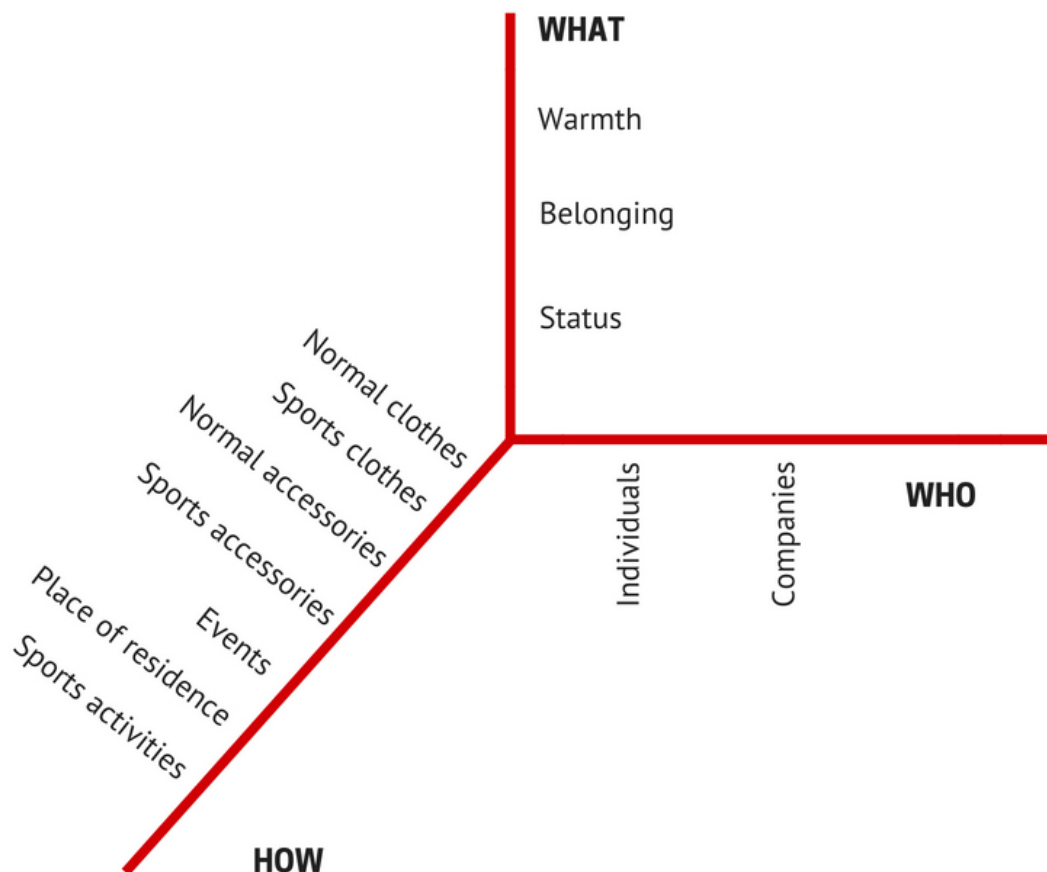 WHAT
Warmth
Belonging
Status
Normal clothes
Sports clothes
Normal accessories
Sports accessories
Events
Place of residence
Sports activities
HOW
Individuals
Companies
WHO